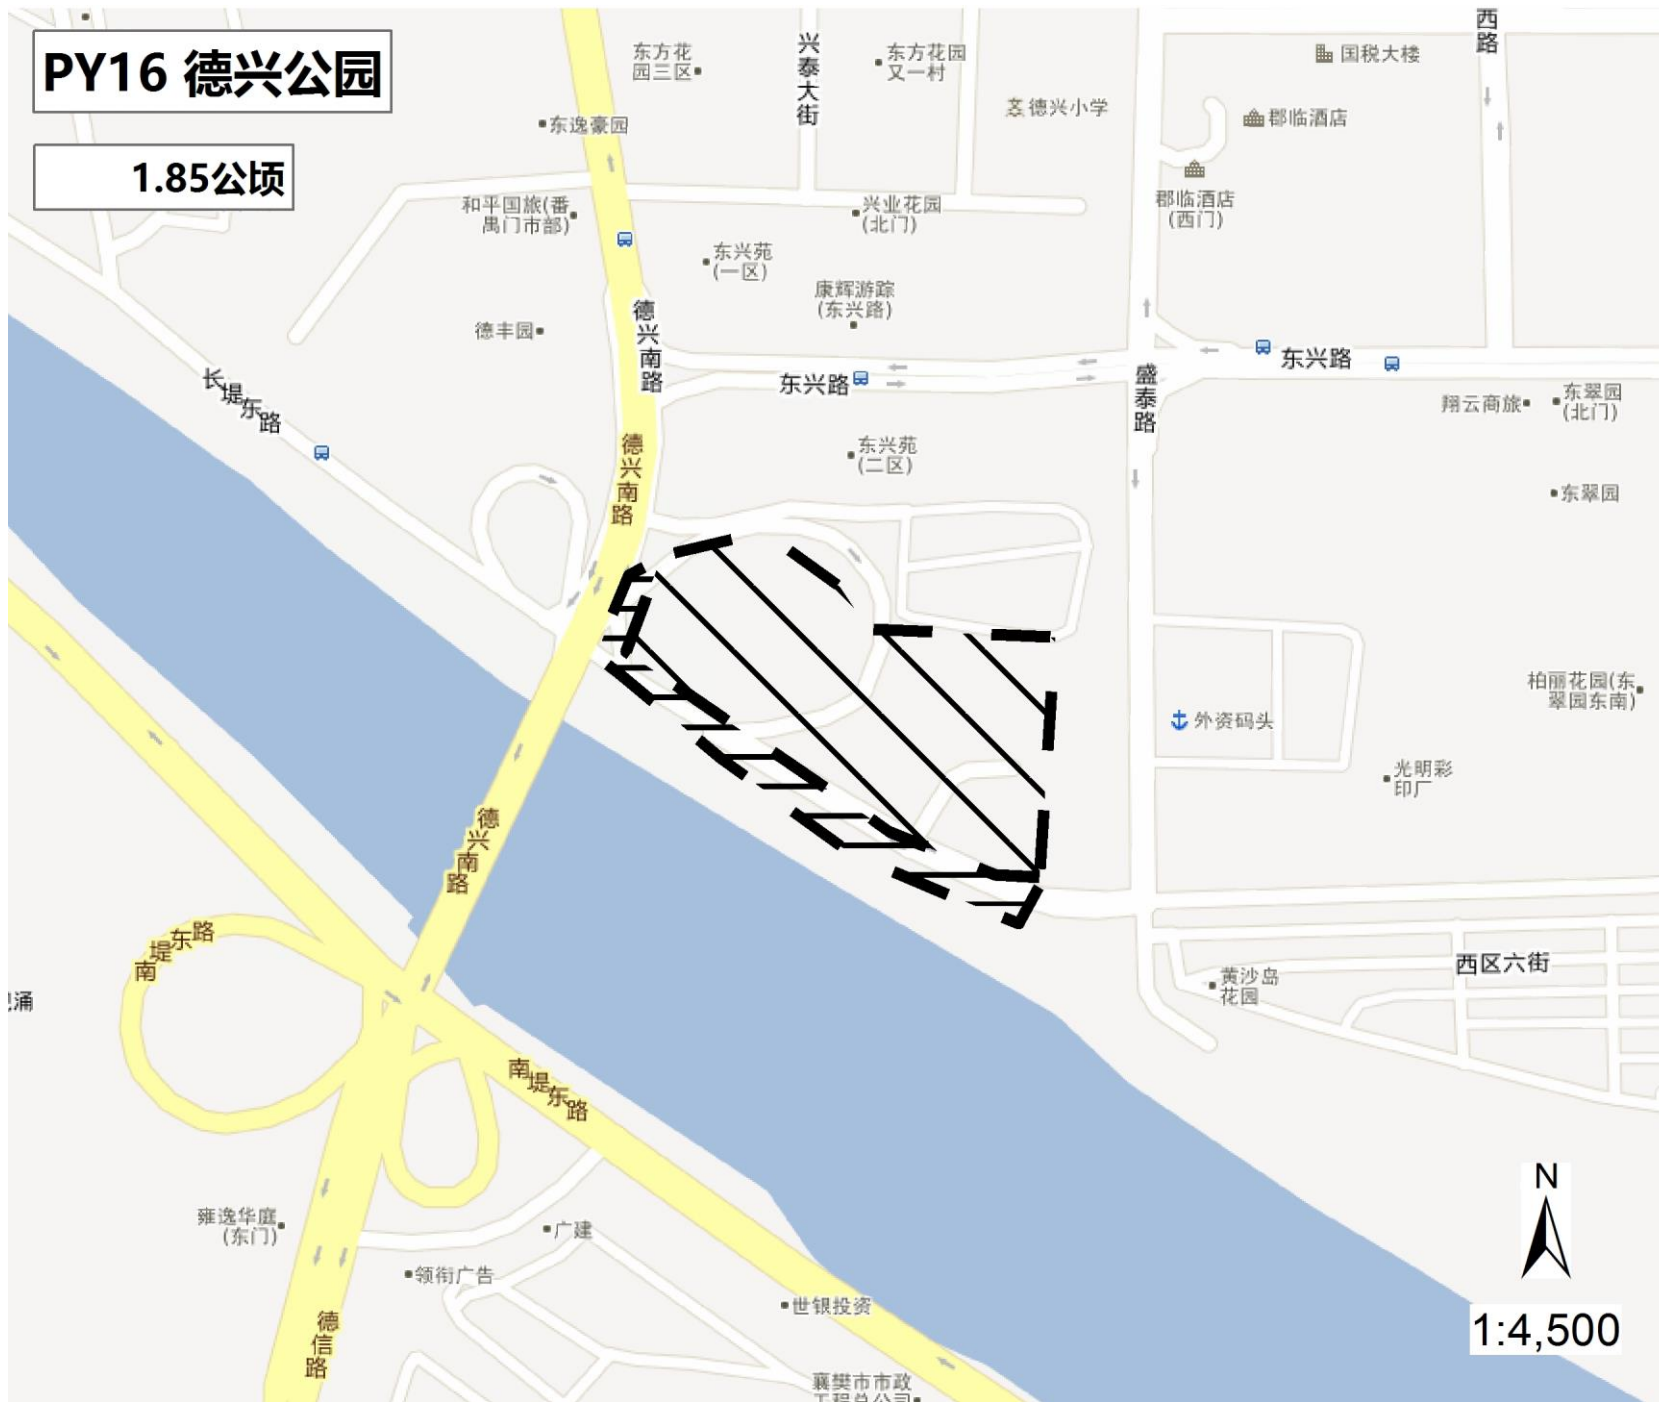 PY16 德兴公园
1.85公顷
东方花
园三区
兴泰大街
东方花园
又一村
德兴小学
国税大楼
西路
郡临酒店
郡临酒店
(西门)
东逸豪园
和平国旅(番
禺门市部)
兴业花园
(北门)
东兴苑
(一区)
康辉游踪
(东兴路)
德丰园
德兴南路
东兴路
东兴路
盛泰路
长堤东路
翔云商旅
东翠园
(北门)
德兴南路
东兴苑
(二区)
东翠园
柏丽花园(东
翠园东南)
外资码头
光明彩
印厂
德兴南路
南堤东路
西区六街
黄沙岛
花园
涌
南堤东路
雍逸华庭
(东门)
广建
领衔广告
世银投资
德信路
襄樊市市政
N
1:4,500